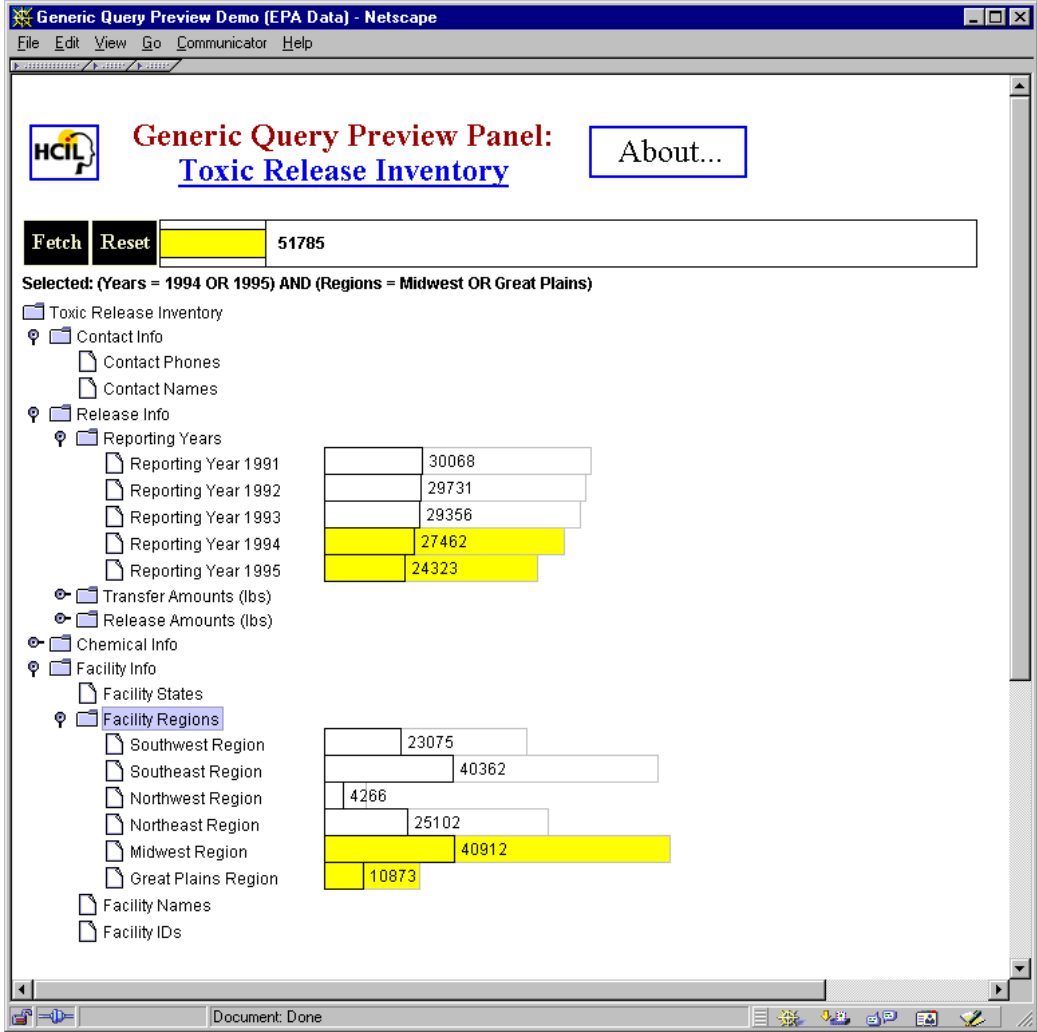 Generic Query Preview Demo (EPA Data) - Netscape
File Edit View Go Communicator Help
HCIL
Generic Query Preview Panel:
Toxic Release Inventory
About...
Fetch Reset 51785
Selected: (Years = 1994 OR 1995) AND (Regions = Midwest OR Great Plains)
Toxic Release Inventory
Contact Info
Contact Phones
Contact Names
Release Info
Reporting Years
Reporting Year 1991 30068
Reporting Year 1992 29731
Reporting Year 1993 29356
Reporting Year 1994 27462
Reporting Year 1995 24323
Transfer Amounts (lbs)
Release Amounts (lbs)
Chemical Info
Facility Info
Facility States
Facility Regions
Southwest Region 23075
Southeast Region 40362
Northwest Region 4266
Northeast Region 25102
Midwest Region 40912
Great Plains Region 10873
Facility Names
Facility IDs
Document: Done